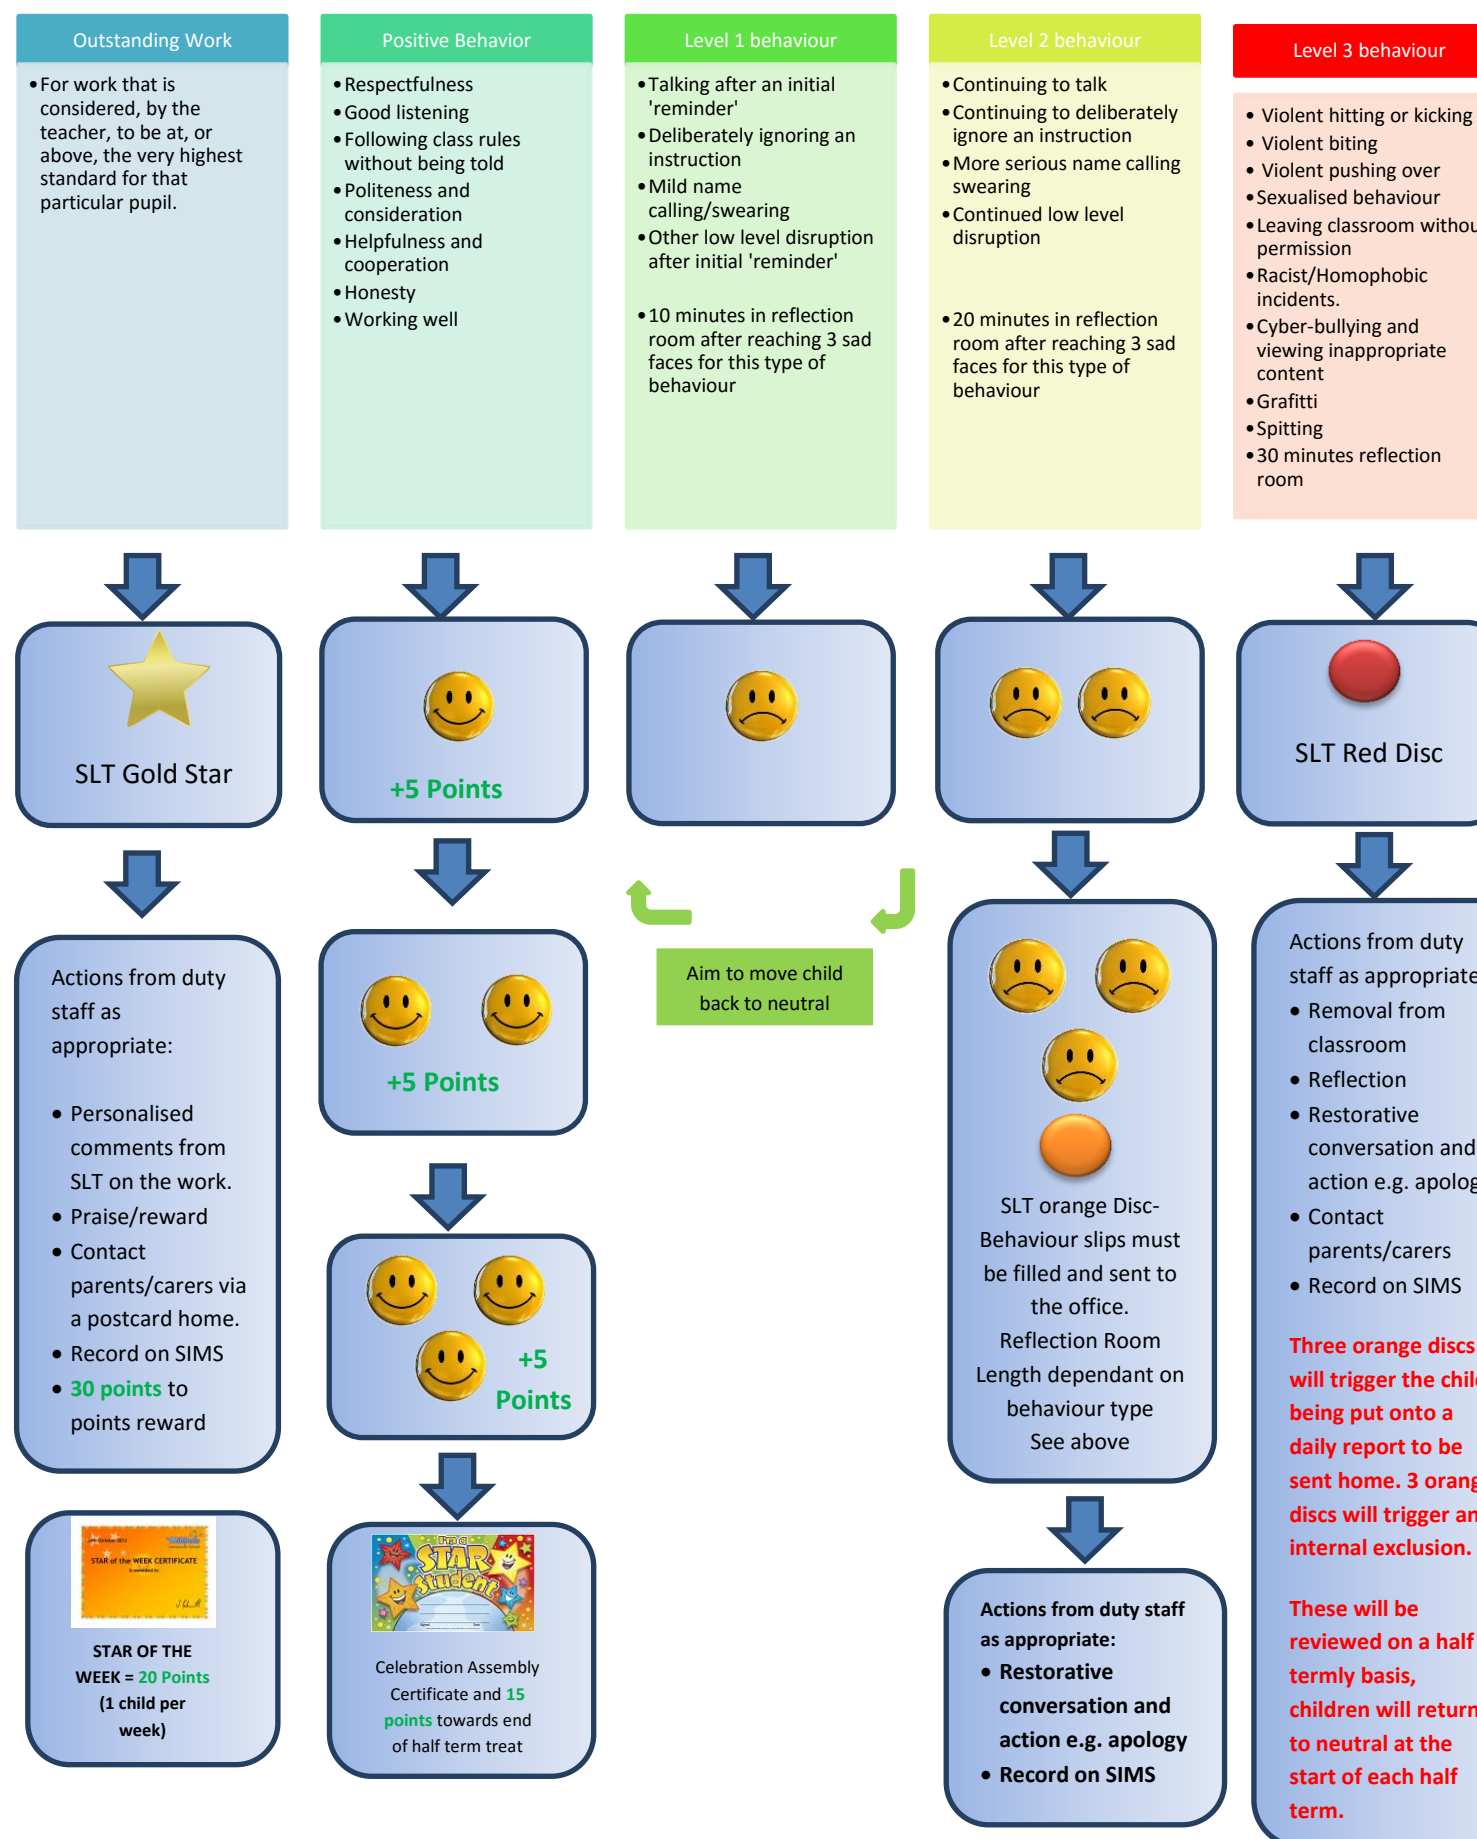 Outstanding Work
•For work that is
considered, by the
teacher, to be at, or
above, the very highest
standard for that
particular pupil.
Positive Behavior
•Respectfulness
•Good listening
•Following class rules
without being told
•Politeness and
consideration
•Helpfulness and
cooperation
•Honesty
•Working well
Level 1 behaviour
•Talking after an initial
'reminder'
•Deliberately ignoring an
instruction
•Mild name
calling/swearing
•Other low level disruption
after initial 'reminder'
•10 minutes in reflection
room after reaching 3 sad
faces for this type of
behaviour
Level 2 behaviour
•Continuing to talk
•Continuing to deliberately
ignore an instruction
•More serious name calling
swearing
•Continued low level
disruption
•20 minutes in reflection
room after reaching 3 sad
faces for this type of
behaviour
Level 3 behaviour
• Violent hitting or kicking
• Violent biting
• Violent pushing over
•Sexualised behaviour
•Leaving classroom withou
permission
•Racist/Homophobic
incidents.
•Cyber-bullying and
viewing inappropriate
content
•Grafitti
•Spitting
•30 minutes reflection
room
SLT Gold Star
Actions from duty
staff as
appropriate:
• Personalised
comments from
SLT on the work.
• Praise/reward
• Contact
parents/carers via
a postcard home.
• Record on SIMS
• 30 points to
points reward
STAR of the WEEK CERTIFICATE
STAR OF THE
WEEK = 20 Points
(1 child per
week)
+5 Points
+5 Points
+5
Points
I'm a
STAR
Student
Celebration Assembly
Certificate and 15
points towards end
of half term treat
Aim to move child
back to neutral
SLT orange Disc-
Behaviour slips must
be filled and sent to
the office.
Reflection Room
Length dependant on
behaviour type
See above
Actions from duty staff
as appropriate:
• Restorative
conversation and
action e.g. apology
• Record on SIMS
SLT Red Disc
Actions from duty
staff as appropriate
• Removal from
classroom
• Reflection
• Restorative
conversation and
action e.g. apolog
• Contact
parents/carers
• Record on SIMS
Three orange discs
will trigger the chil
being put onto a
daily report to be
sent home. 3 orang
discs will trigger an
internal exclusion.
These will be
reviewed on a half
termly basis,
children will return
to neutral at the
start of each half
term.